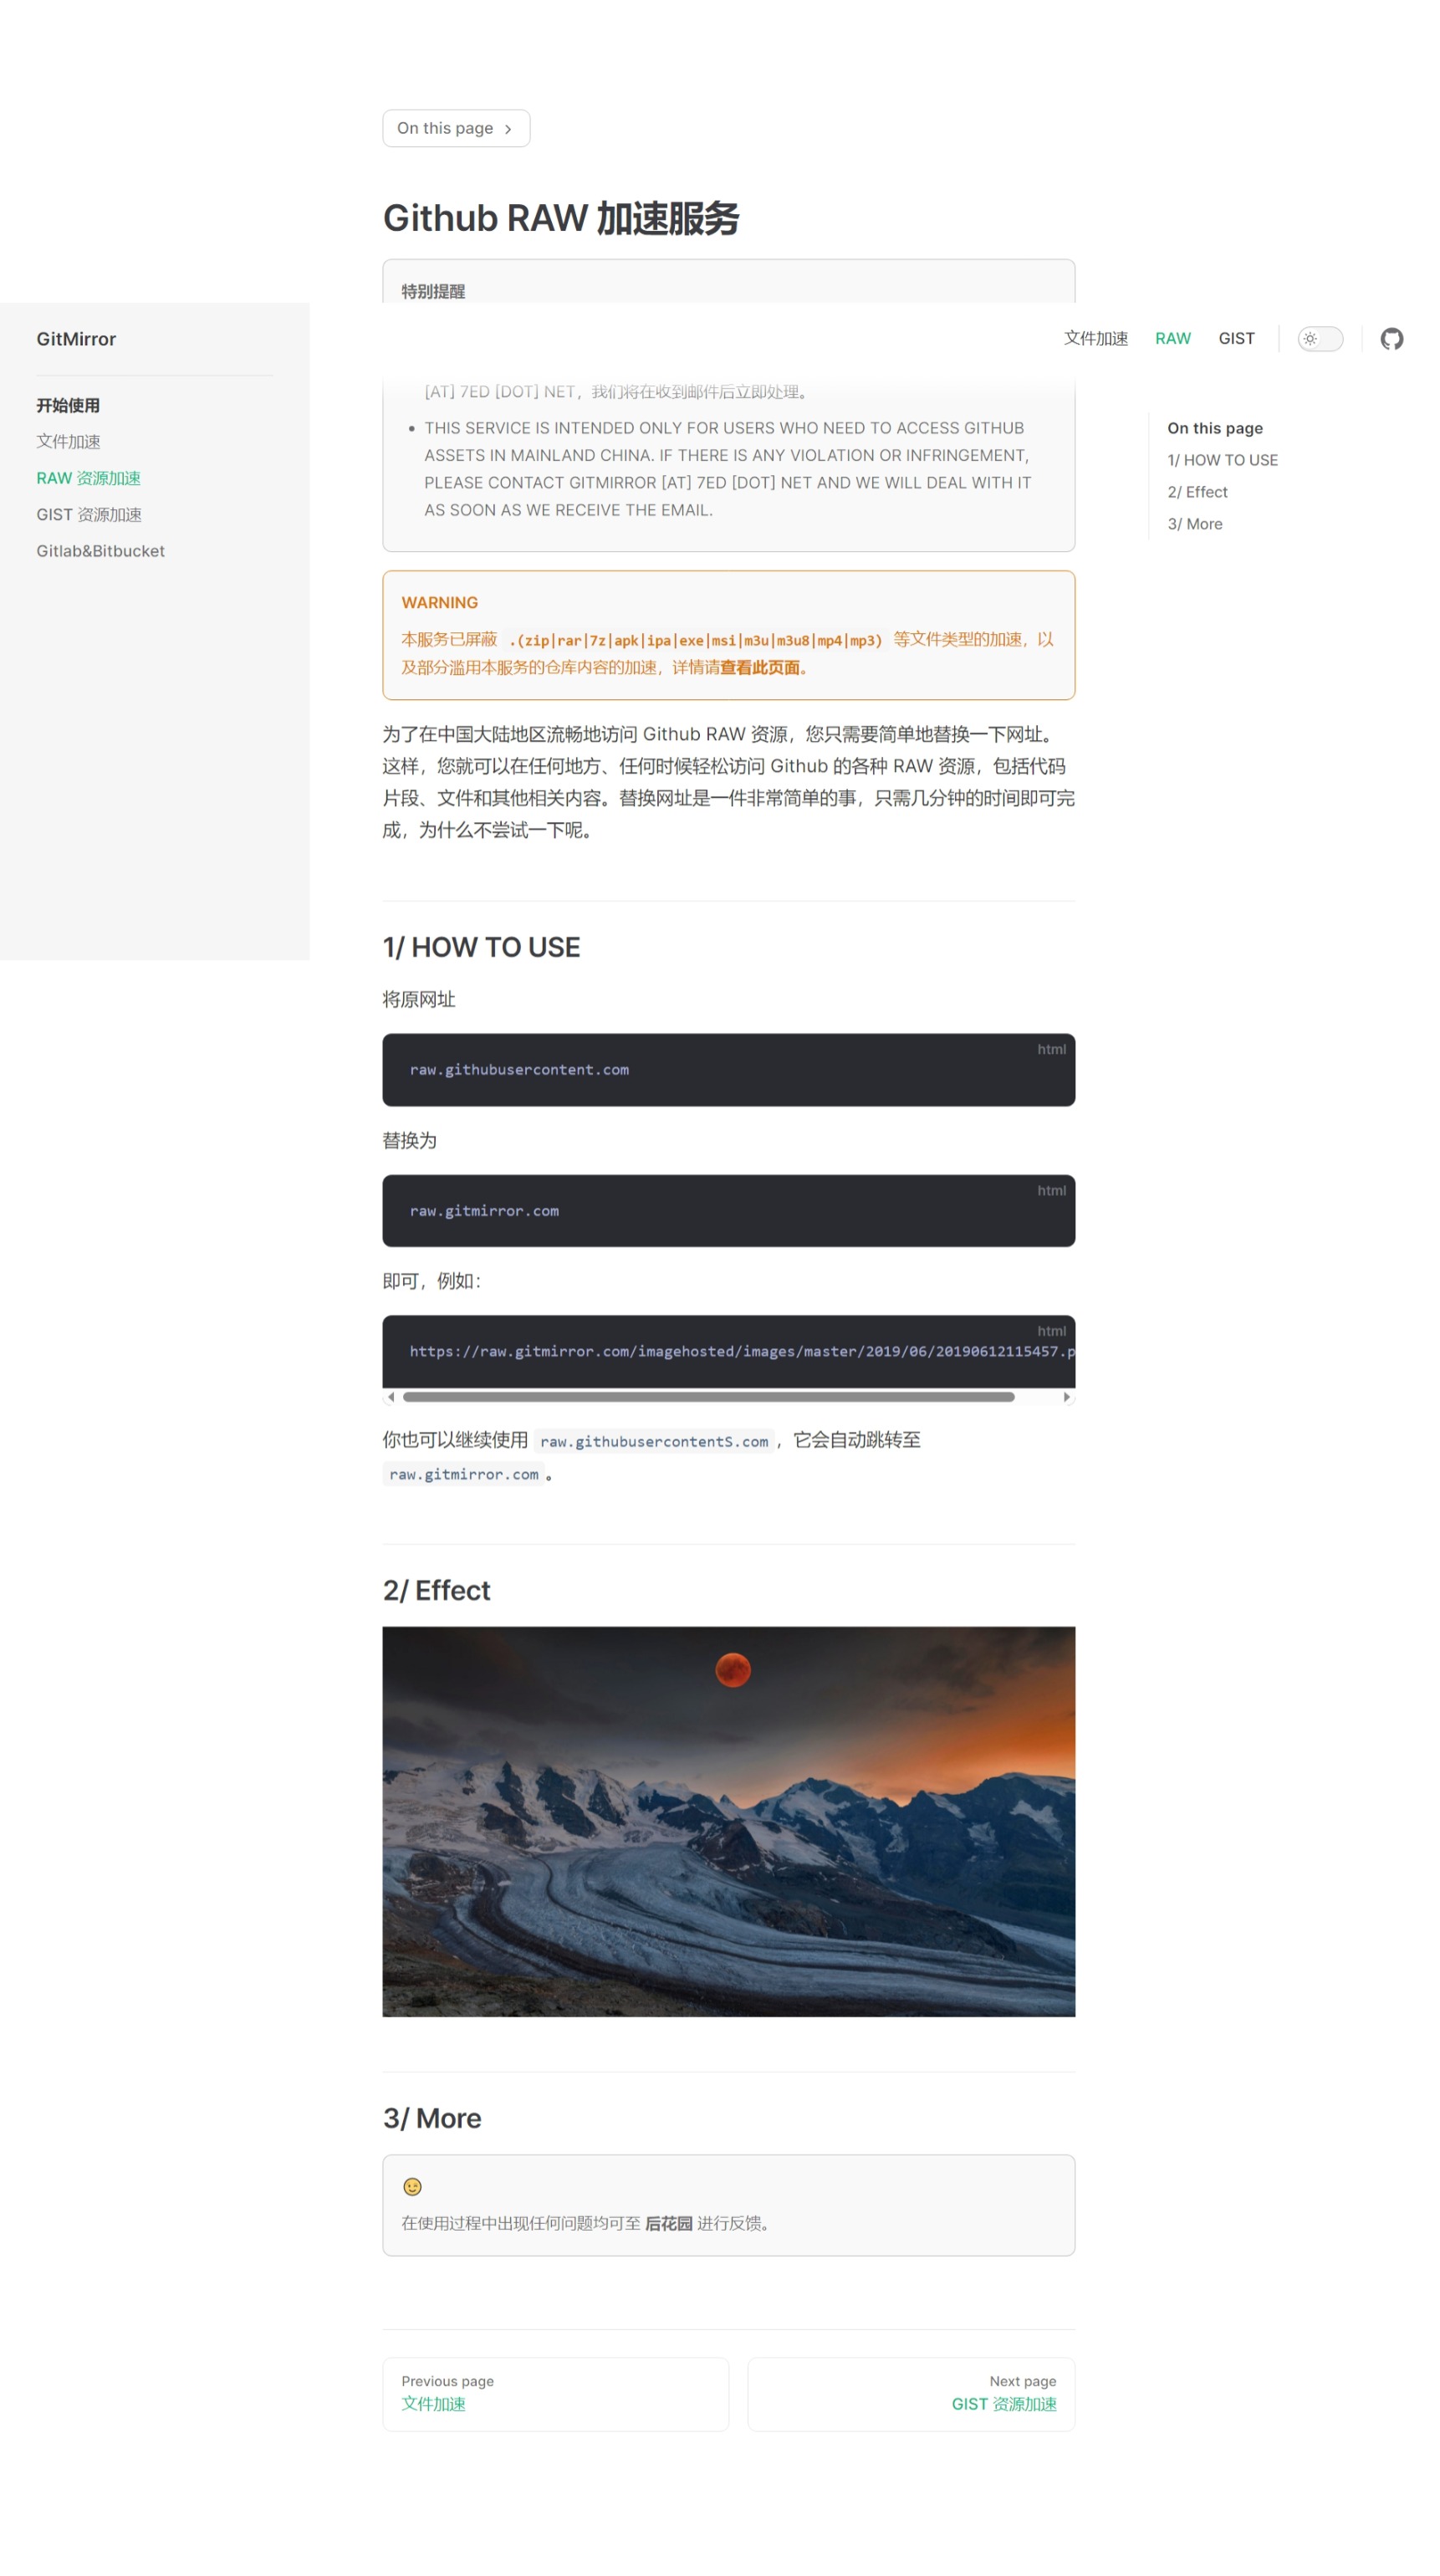 On this page
Github RAW 加速服务
特别提醒
GitMirror
文件加速
RAW
GIST
开始使用
文件加速
RAW 资源加速
GIST 资源加速
Gitlab&Bitbucket
[AT] 7ED [DOT] NET，我们将在收到邮件后立即处理。
THIS SERVICE IS INTENDED ONLY FOR USERS WHO NEED TO ACCESS GITHUB
ASSETS IN MAINLAND CHINA. IF THERE IS ANY VIOLATION OR INFRINGEMENT,
PLEASE CONTACT GITMIRROR [AT] 7ED [DOT] NET AND WE WILL DEAL WITH IT
AS SOON AS WE RECEIVE THE EMAIL.
On this page
1/ HOW TO USE
2/ Effect
3/ More
WARNING
本服务已屏蔽 .(zip|rar|7z|apk|ipa|exe|msi|m3u|m3u8|mp4|mp3) 等文件类型的加速，以
及部分滥用本服务的仓库内容的加速，详情请查看此页面。
为了在中国大陆地区流畅地访问 Github RAW 资源，您只需要简单地替换一下网址。
这样，您就可以在任何地方、任何时候轻松访问 Github 的各种 RAW 资源，包括代码
片段、文件和其他相关内容。替换网址是一件非常简单的事，只需几分钟的时间即可完
成，为什么不尝试一下呢。
1/ HOW TO USE
将原网址
html
raw.githubusercontent.com
替换为
html
raw.gitmirror.com
即可，例如：
html
https://raw.gitmirror.com/imagehosted/images/master/2019/06/20190612115457.p
你也可以继续使用 raw.githubusercontentS.com，它会自动跳转至
raw.gitmirror.com。
2/ Effect
3/ More
在使用过程中出现任何问题均可至 后花园 进行反馈。
Previous page
文件加速
Next page
GIST 资源加速